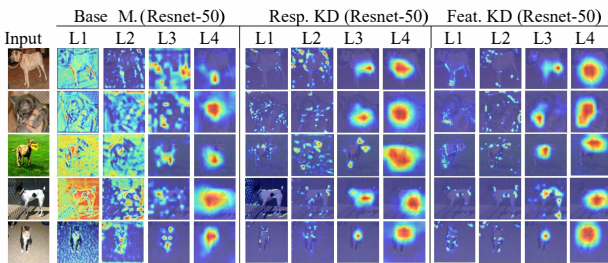 Base M. (Resnet-50) Resp. KD (Resnet-50) Feat. KD (Resnet-50)
Input L1 L2 L3 L4 L1 L2 L3 L4 L1 L2 L3 L4